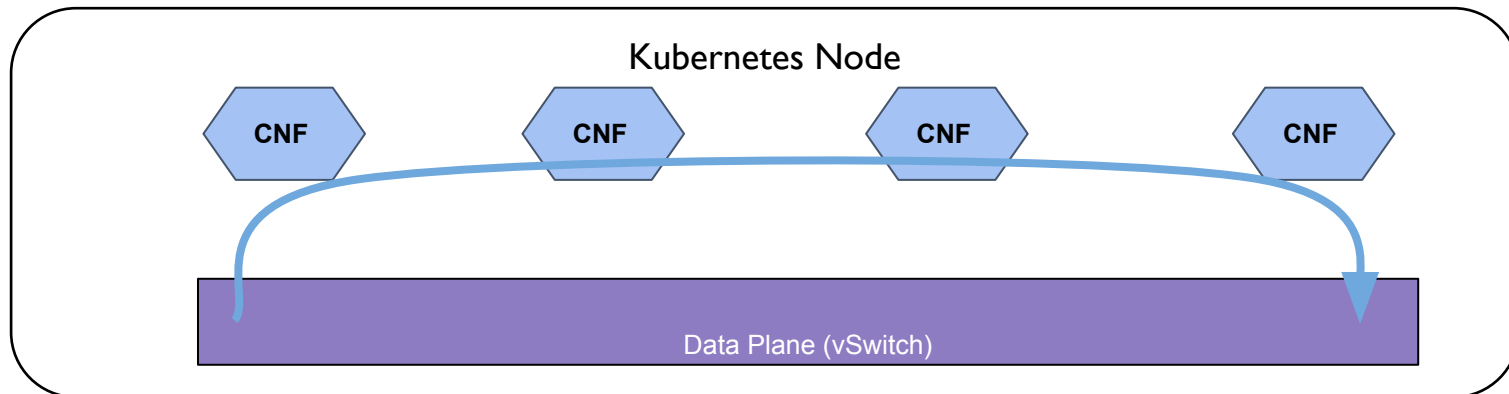 Kubernetes Node
CNF CNF CNF CNF
Data Plane (vSwitch)